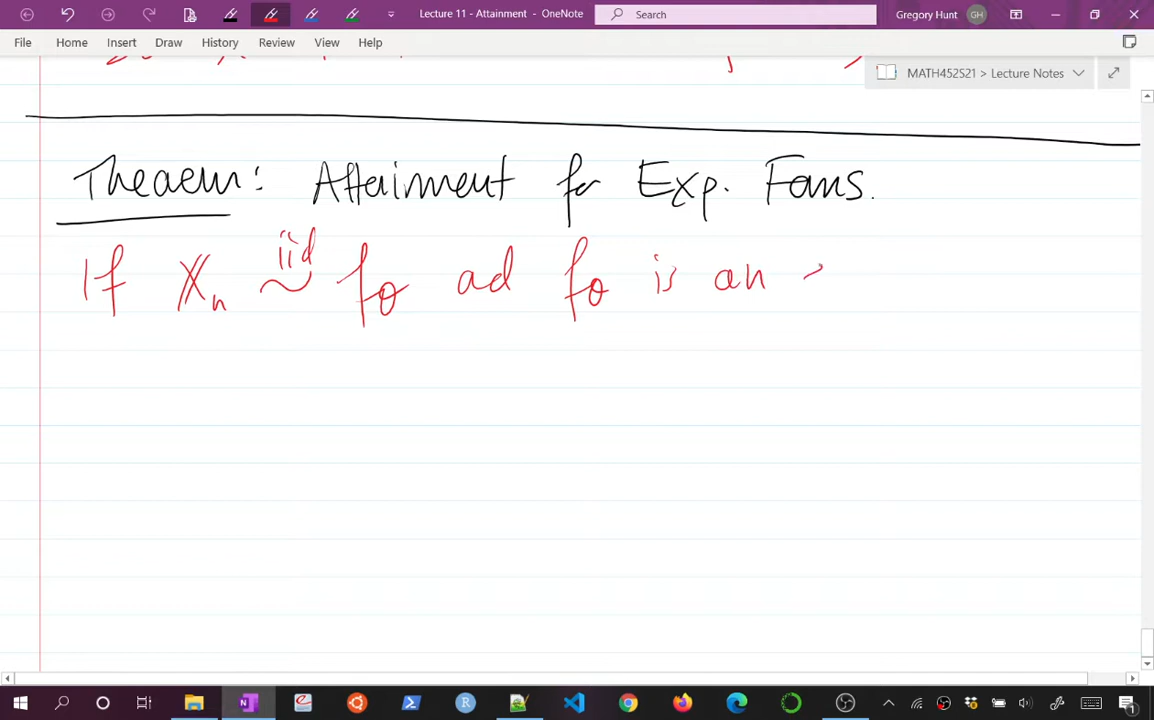 Lecture 11 - Attainment - OneNote
Search
Gregory Hunt GH
File Home Insert Draw History Review View Help
MATH452S21 > Lecture Notes
Theorem: Attainment for Exp. Fams.
If Xn iid ~ fθ ad fθ is an